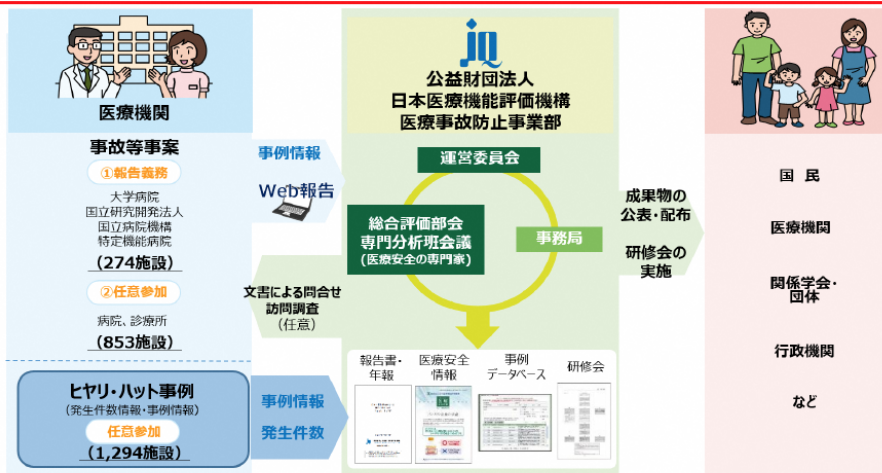 医療機関
事故等事案
①報告義務
大学病院
国立研究開発法人
国立病院機構
特定機能病院
(274施設)
②任意参加
病院、診療所
(853施設)
ヒヤリ・ハット事例
(発生件数情報・事例情報)
任意参加
(1,294施設)
事例情報
Web報告
文書による問合せ
訪問調査
(任意)
事例情報
発生件数
jQ
公益財団法人
日本医療機能評価機構
医療事故防止事業部
運営委員会
総合評価部会
専門分析班会議
(医療安全の専門家)
事務局
報告書・
年報
医療安全
情報
事例
データベース
研修会
成果物の
公表・配布
研修会の
実施
国 民
医療機関
関係学会・
団体
行政機関
など